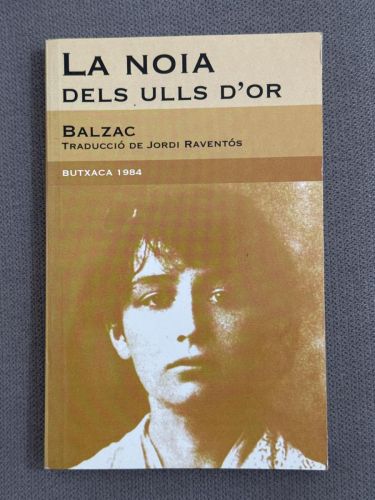 LA NOIA
DELS ULLS D'OR
BALZAC
TRADUCCIÓ DE JORDI RAVENTÓS
BUTXACA 1984